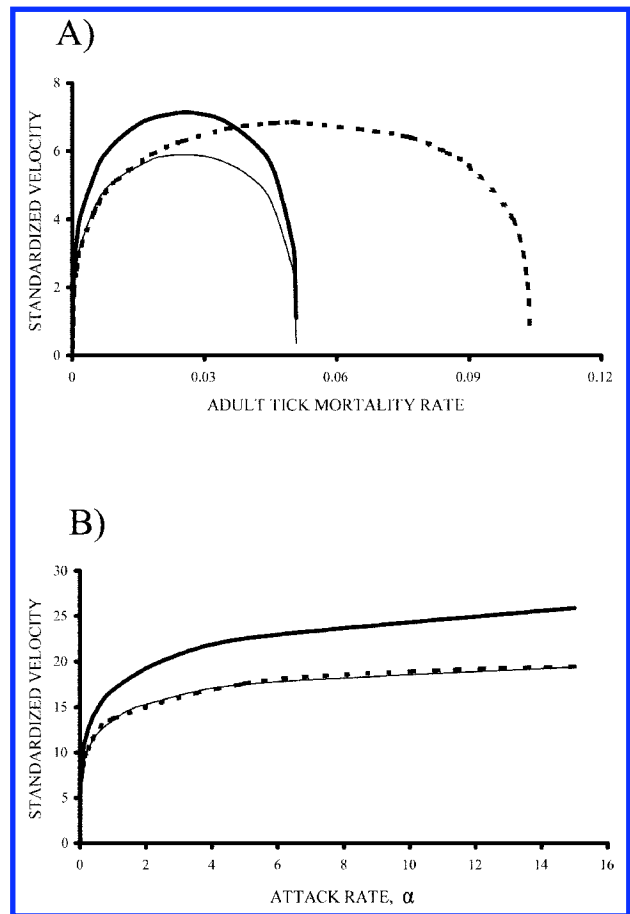 A)
8
6
4
2
0
STANDARDIZED VELOCITY
0 0.03 0.06 0.09 0.12
ADULT TICK MORTALITY RATE
B)
30
25
20
15
10
5
0
STANDARDIZED VELOCITY
0 2 4 6 8 10 12 14 16
ATTACK RATE, α